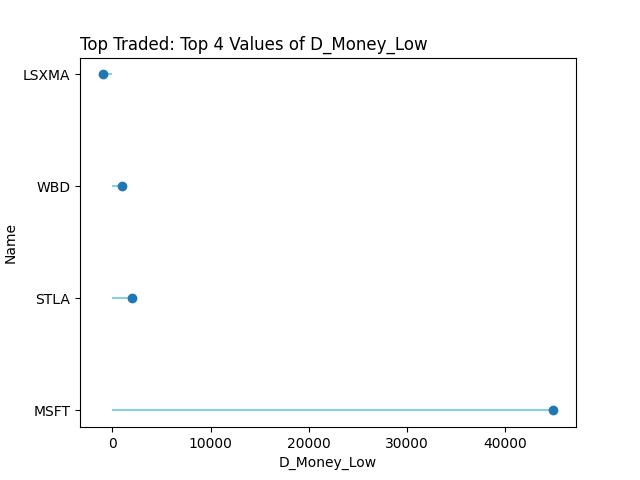 Top Traded: Top 4 Values of D_Money_Low
LSXMA
WBD
STLA
MSFT
Name
0 10000 20000 30000 40000
D_Money_Low